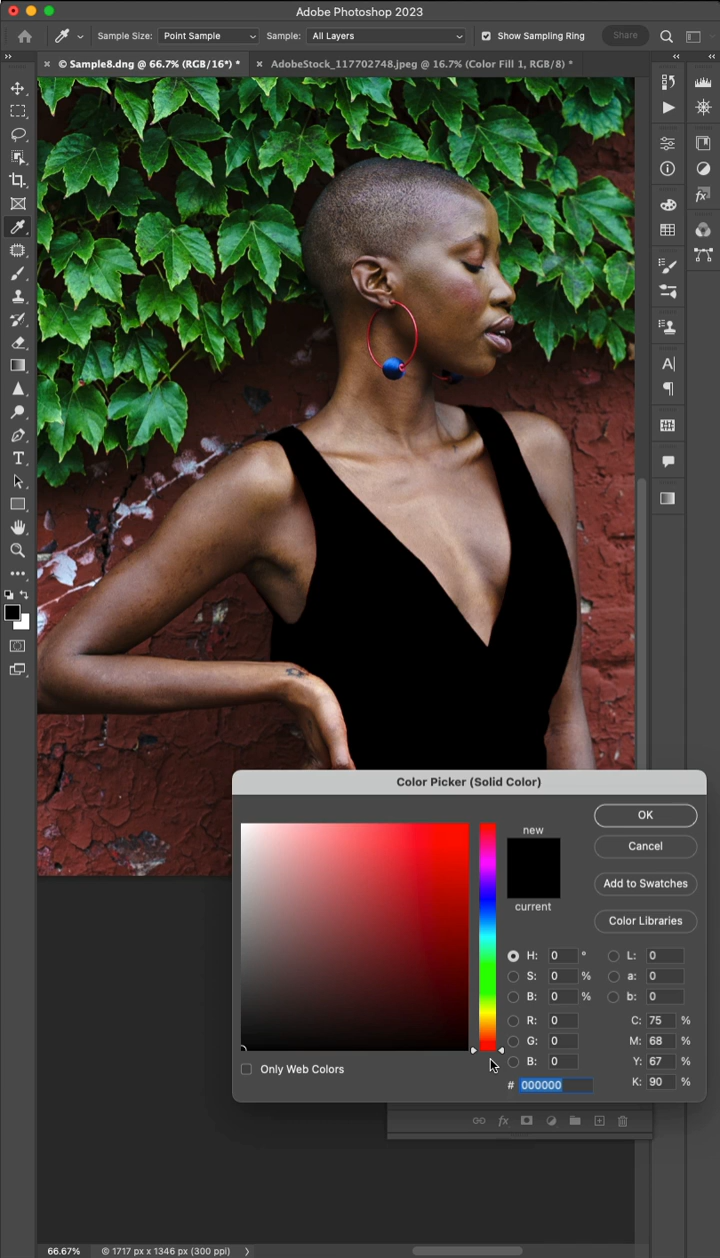 Adobe Photoshop 2023
Sample Size: Point Sample Sample: All Layers Show Sampling Ring Share
× © Sample8.dng @ 66.7% (RGB/16*) * × AdobeStock_117702748.jpeg @ 16.7% (Color Fill 1, RGB/8) *
Color Picker (Solid Color)
new
current
OK
Cancel
Add to Swatches
Color Libraries
H: 0 ° L: 0
S: 0 % a: 0
B: 0 % b: 0
R: 0 C: 75 %
G: 0 M: 68 %
B: 0 Y: 67 %
# 000000 K: 90 %
Only Web Colors
fx
66.67% © 1717 px x 1346 px (300 ppi)